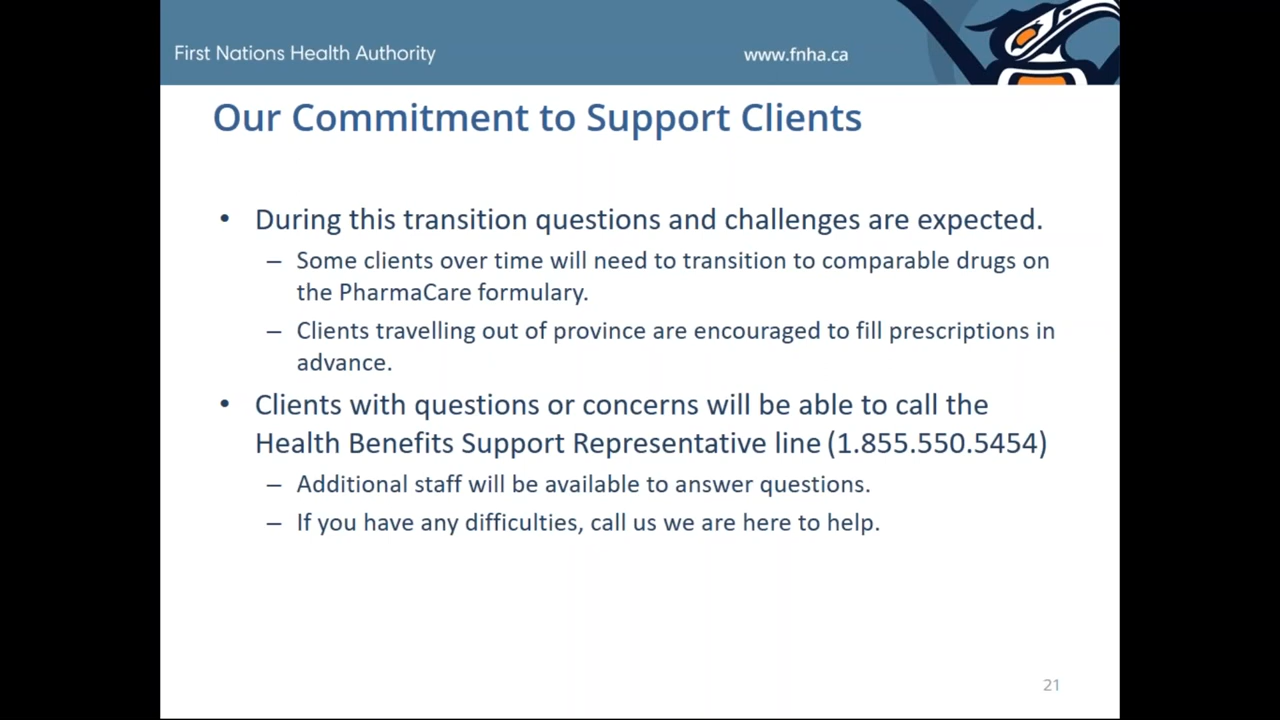 First Nations Health Authority
www.fnha.ca
Our Commitment to Support Clients
• During this transition questions and challenges are expected.
– Some clients over time will need to transition to comparable drugs on
the PharmaCare formulary.
– Clients travelling out of province are encouraged to fill prescriptions in
advance.
• Clients with questions or concerns will be able to call the
Health Benefits Support Representative line (1.855.550.5454)
– Additional staff will be available to answer questions.
– If you have any difficulties, call us we are here to help.
21